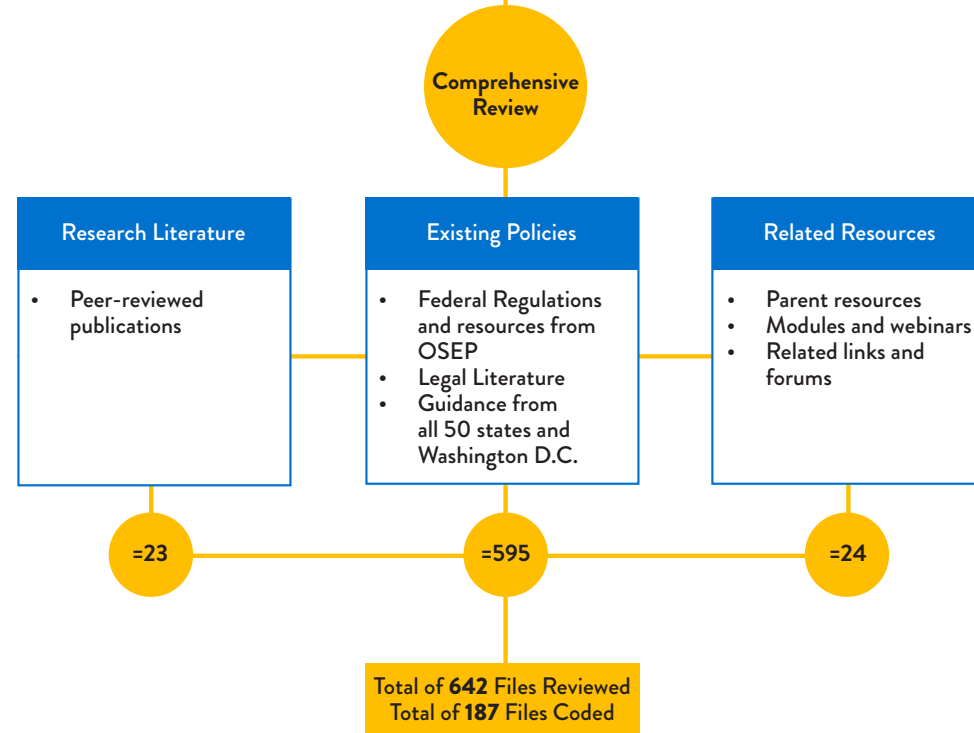 Comprehensive
Review
Research Literature
• Peer-reviewed
publications
Existing Policies
• Federal Regulations
and resources from
OSEP
• Legal Literature
• Guidance from
all 50 states and
Washington D.C.
Related Resources
• Parent resources
• Modules and webinars
• Related links and
forums
=23
=595
=24
Total of 642 Files Reviewed
Total of 187 Files Coded